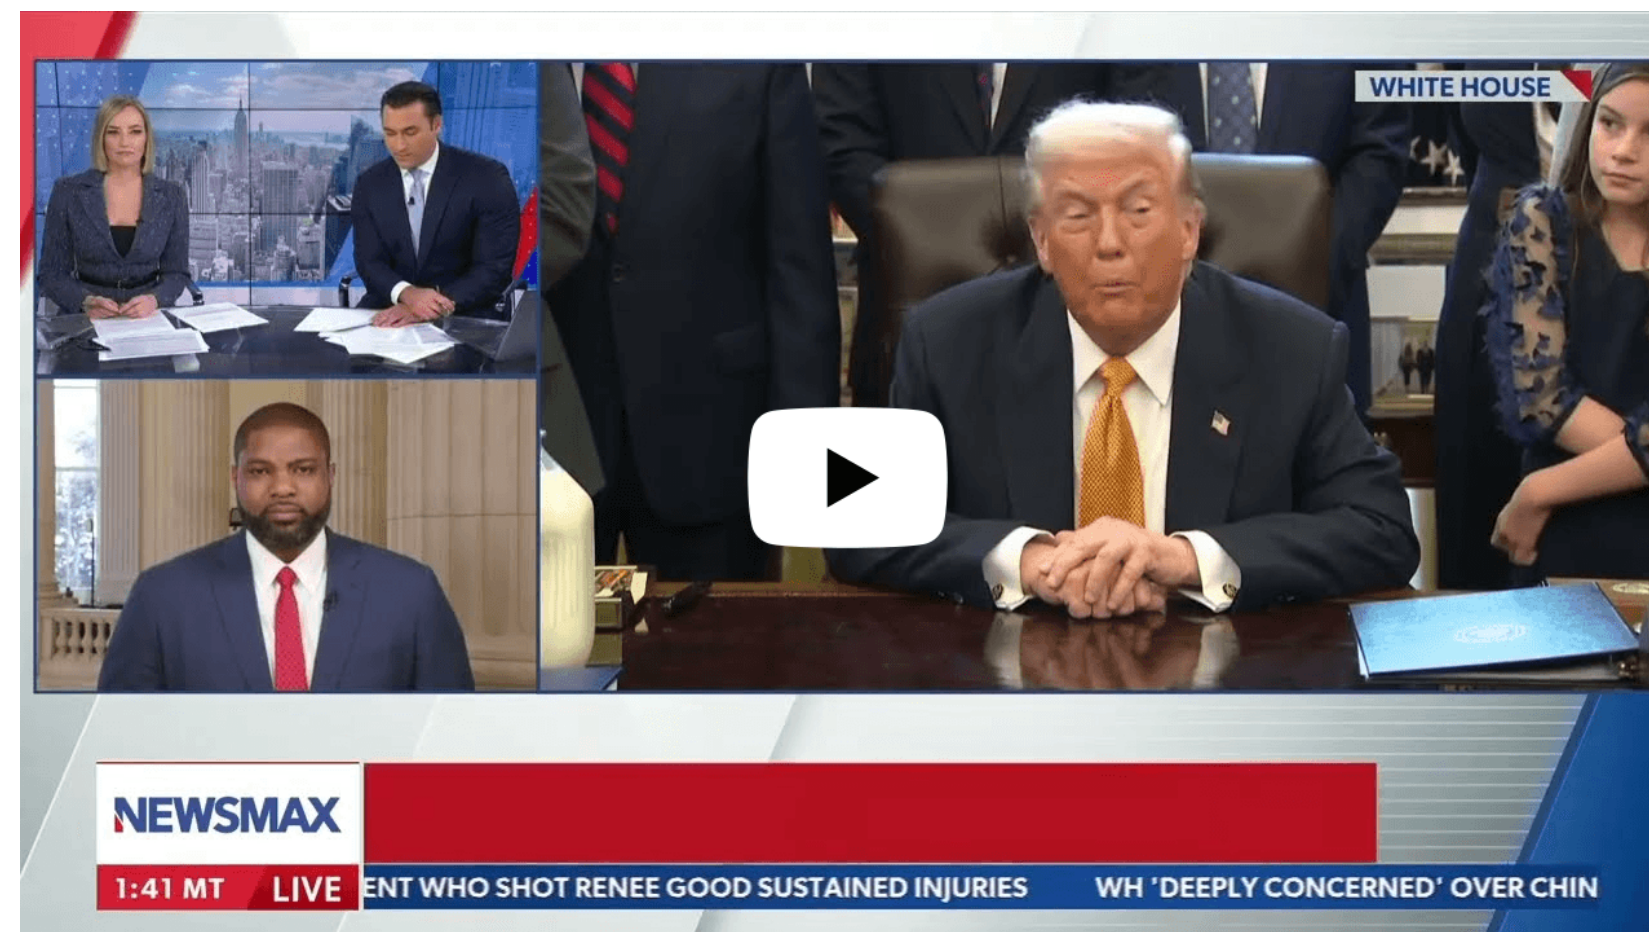 WHITE HOUSE
NEWSMAX
1:41 MT LIVE ENT WHO SHOT RENEE GOOD SUSTAINED INJURIES WH 'DEEPLY CONCERNED' OVER CHIN